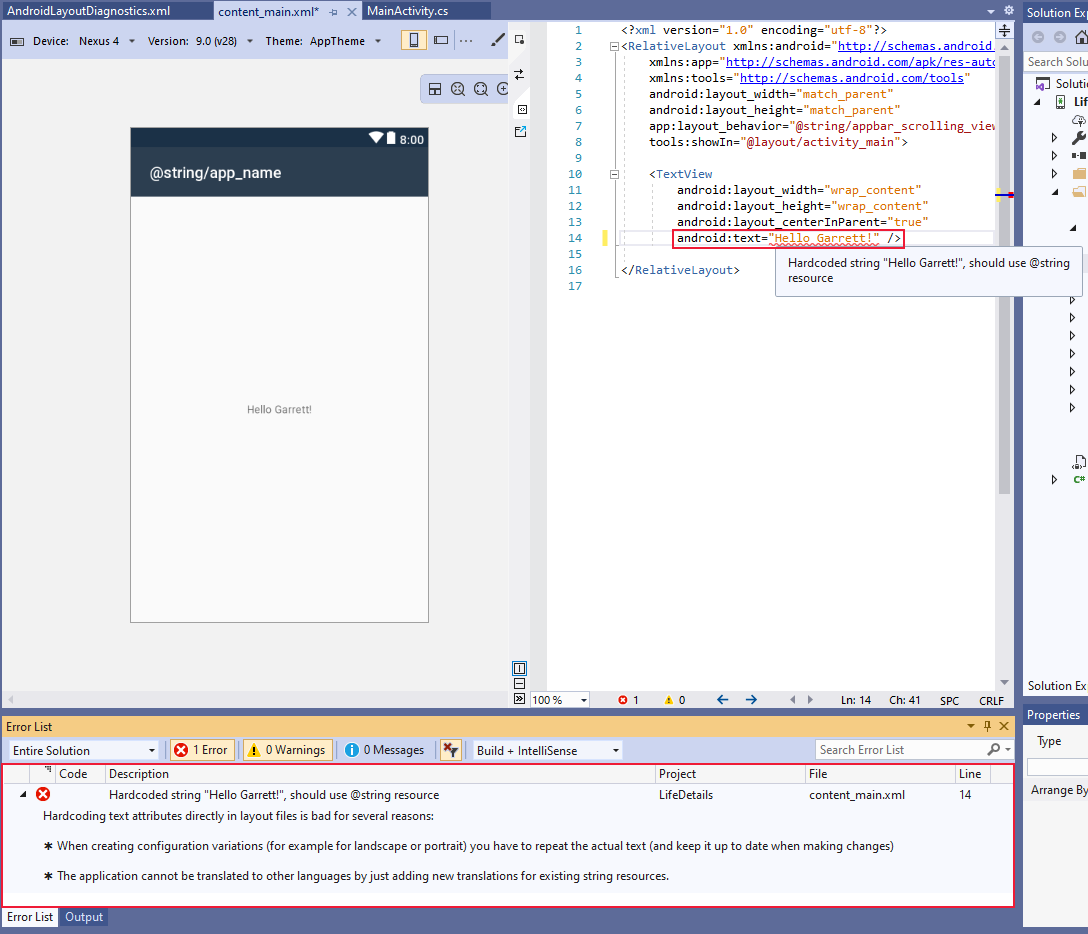 AndroidLayoutDiagnostics.xml content_main.xml* MainActivity.cs
Device: Nexus 4 Version: 9.0 (v28) Theme: AppTheme ···
8:00
@string/app_name
Hello Garrett!
1 <?xml version="1.0" encoding="utf-8"?>
2 <RelativeLayout xmlns:android="http://schemas.android.
3 xmlns:app="http://schemas.android.com/apk/res-auto
4 xmlns:tools="http://schemas.android.com/tools"
5 android:layout_width="match_parent"
6 android:layout_height="match_parent"
7 app:layout_behavior="@string/appbar_scrolling_view
8 tools:showIn="@layout/activity_main">
9
10 <TextView
11 android:layout_width="wrap_content"
12 android:layout_height="wrap_content"
13 android:layout_centerInParent="true"
14 android:text="Hello Garrett!" />
15
16 </RelativeLayout>
17
Hardcoded string "Hello Garrett!", should use @string
resource
100 % 1 0 Ln: 14 Ch: 41 SPC CRLF
Solution Exp
Search Solu
Solutio
Lif
C#
Solution Ex
Properties
Type
Arrange By
Error List
Entire Solution 1 Error 0 Warnings 0 Messages Build + IntelliSense Search Error List
Code Description Project File Line
Hardcoded string "Hello Garrett!", should use @string resource LifeDetails content_main.xml 14
Hardcoding text attributes directly in layout files is bad for several reasons:
∗ When creating configuration variations (for example for landscape or portrait) you have to repeat the actual text (and keep it up to date when making changes)
∗ The application cannot be translated to other languages by just adding new translations for existing string resources.
Error List Output